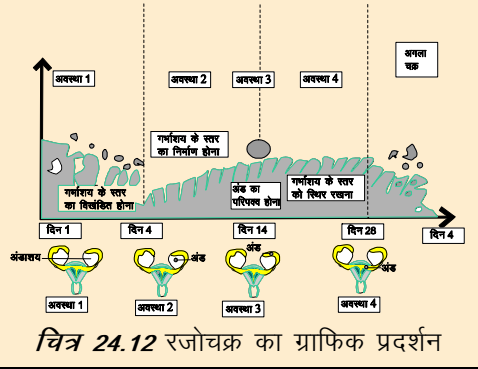 अगला
चक्र
अवस्था 1
अवस्था 2
अवस्था 3
अवस्था 4
गर्भाशय के स्तर
का निर्माण होना
गर्भाशय के स्तर
का विखंडित होना
अंड का
परिपक्व होना
गर्भाशय के स्तर
को स्थिर रखना
दिन 1
दिन 4
दिन 14
दिन 28
दिन 4
अंडाशय
अंड
अंड
अंड
अवस्था 1
अवस्था 2
अवस्था 3
अवस्था 4
चित्र 24.12 रजोचक्र का ग्राफिक प्रदर्शन